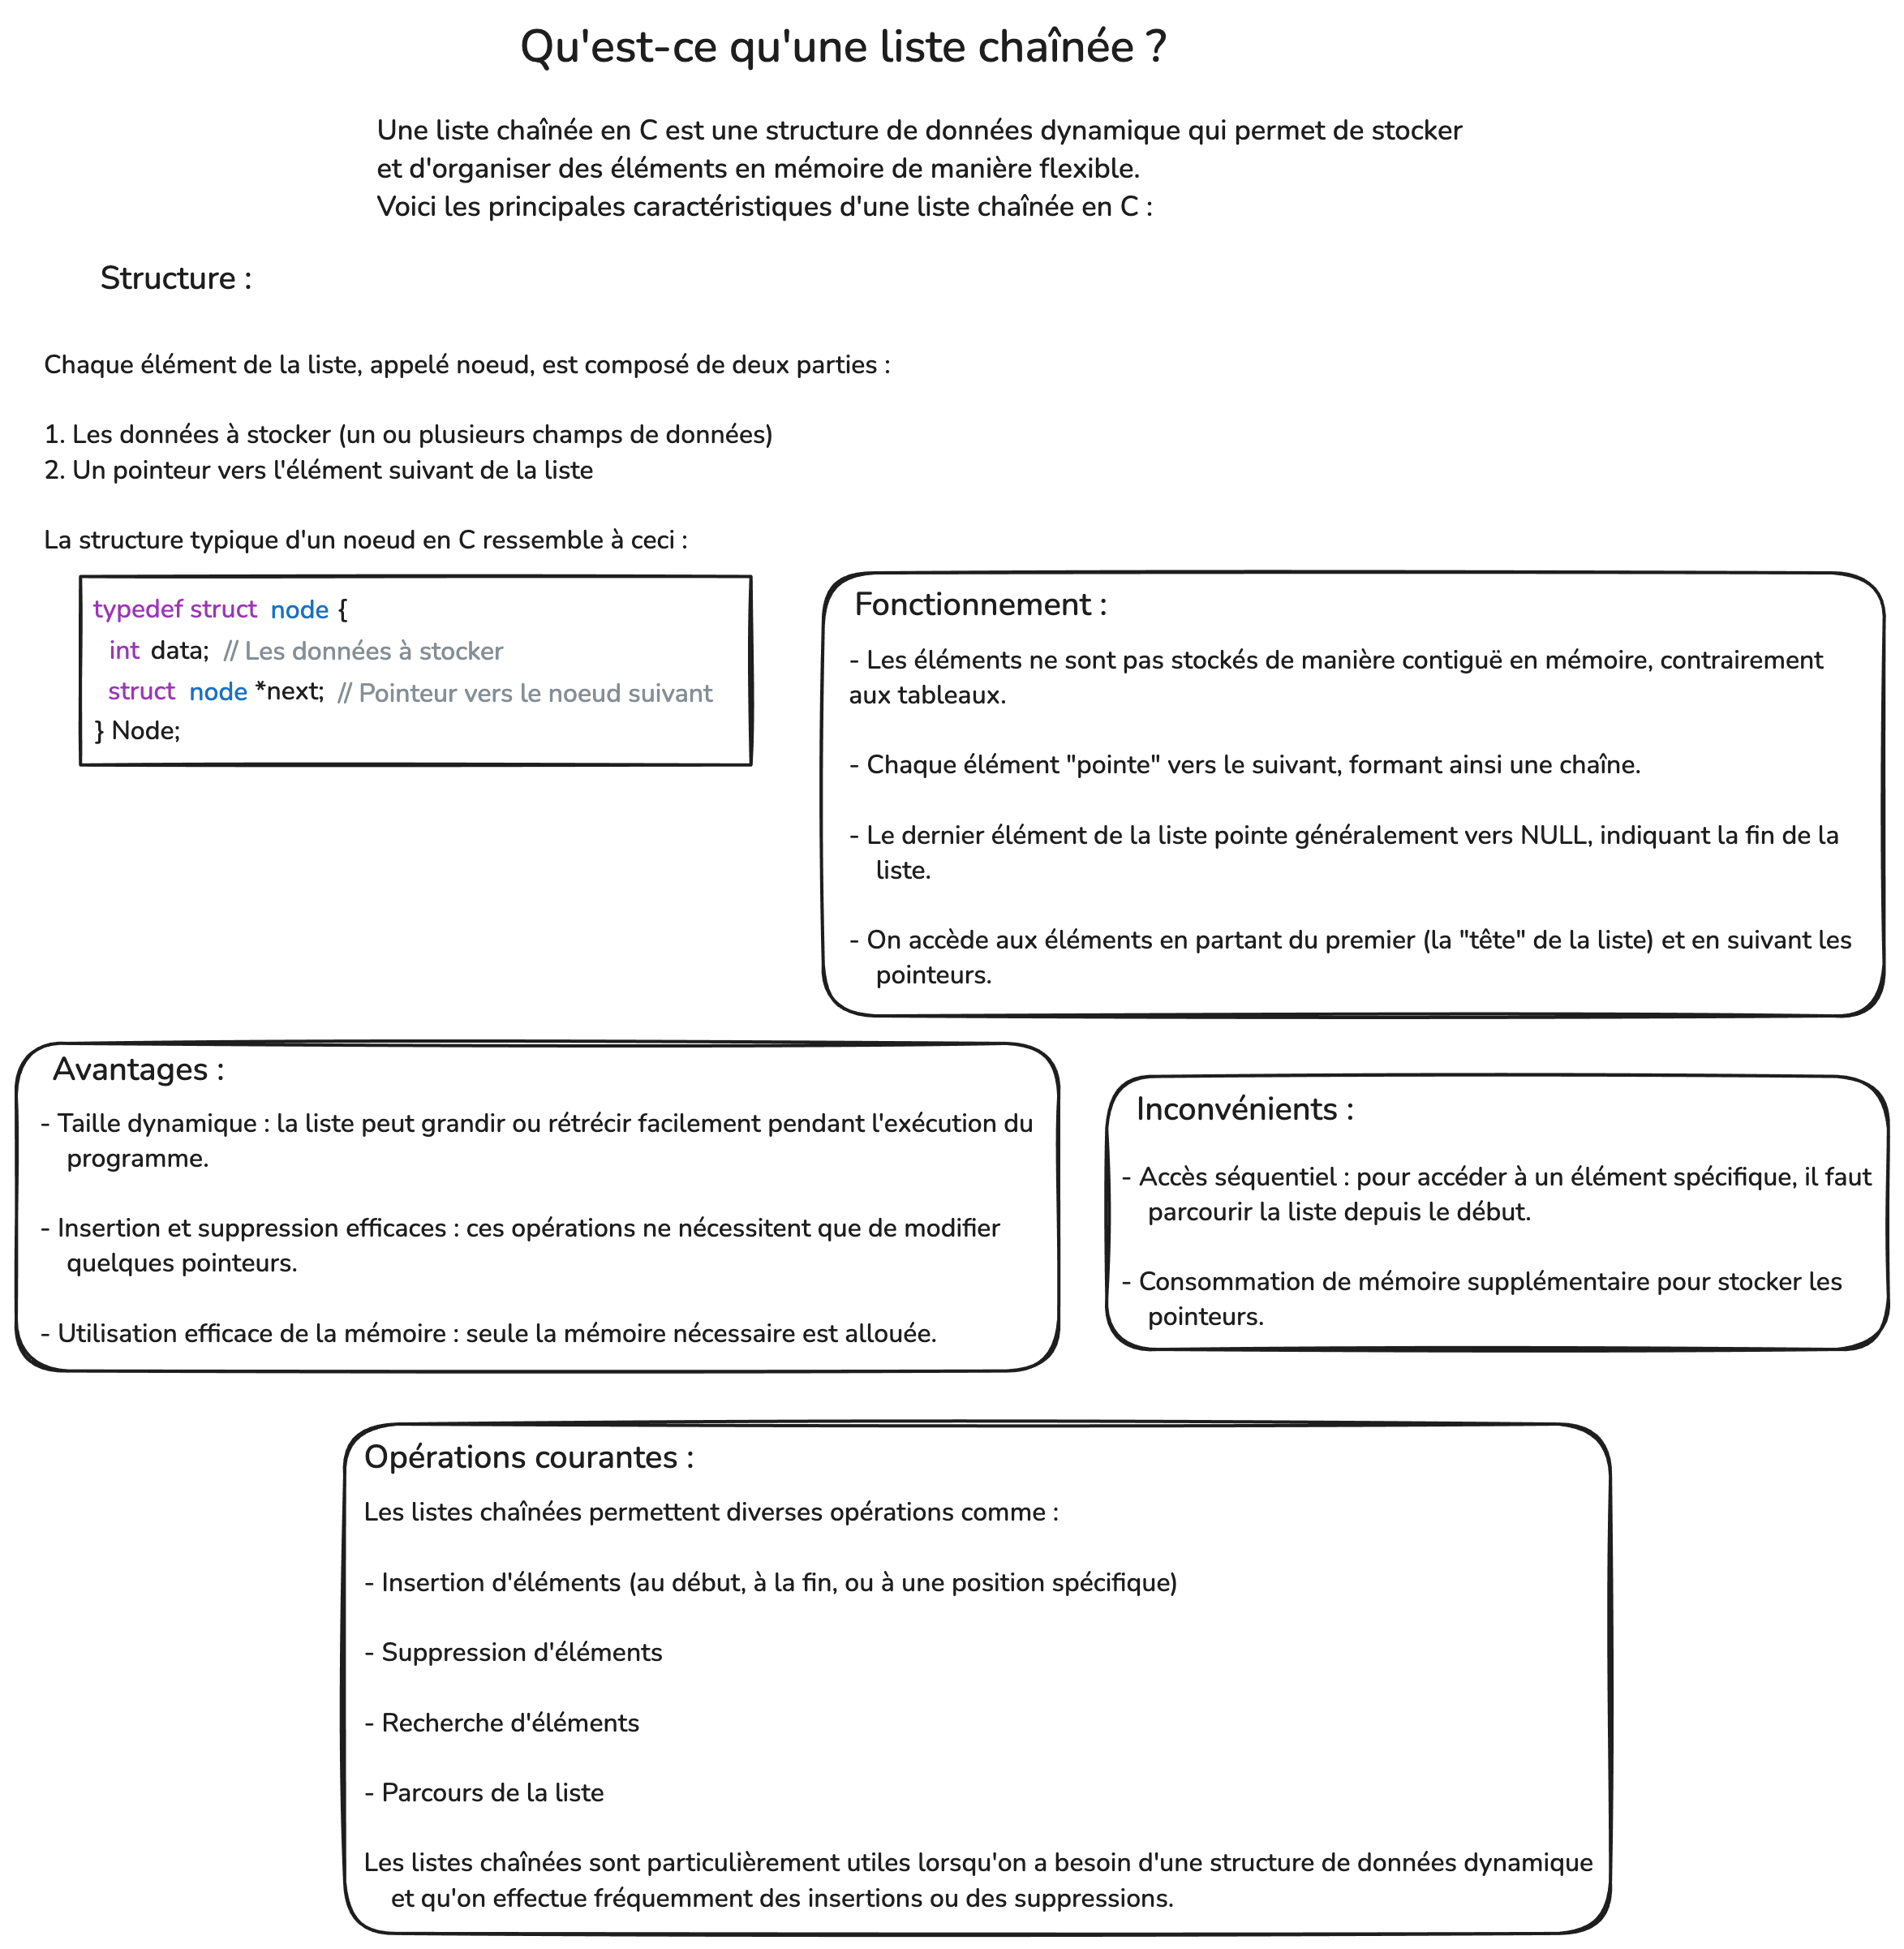 Qu'est-ce qu'une liste chaînée ?
Une liste chaînée en C est une structure de données dynamique qui permet de stocker
et d'organiser des éléments en mémoire de manière flexible.
Voici les principales caractéristiques d'une liste chaînée en C :
Structure :
Chaque élément de la liste, appelé noeud, est composé de deux parties :
1. Les données à stocker (un ou plusieurs champs de données)
2. Un pointeur vers l'élément suivant de la liste
La structure typique d'un noeud en C ressemble à ceci :
typedef struct node {
int data; // Les données à stocker
struct node *next; // Pointeur vers le noeud suivant
} Node;
Fonctionnement :
- Les éléments ne sont pas stockés de manière contiguë en mémoire, contrairement
aux tableaux.
- Chaque élément "pointe" vers le suivant, formant ainsi une chaîne.
- Le dernier élément de la liste pointe généralement vers NULL, indiquant la fin de la
liste.
- On accède aux éléments en partant du premier (la "tête" de la liste) et en suivant les
pointeurs.
Avantages :
- Taille dynamique : la liste peut grandir ou rétrécir facilement pendant l'exécution du
programme.
- Insertion et suppression efficaces : ces opérations ne nécessitent que de modifier
quelques pointeurs.
- Utilisation efficace de la mémoire : seule la mémoire nécessaire est allouée.
Inconvénients :
- Accès séquentiel : pour accéder à un élément spécifique, il faut
parcourir la liste depuis le début.
- Consommation de mémoire supplémentaire pour stocker les
pointeurs.
Opérations courantes :
Les listes chaînées permettent diverses opérations comme :
- Insertion d'éléments (au début, à la fin, ou à une position spécifique)
- Suppression d'éléments
- Recherche d'éléments
- Parcours de la liste
Les listes chaînées sont particulièrement utiles lorsqu'on a besoin d'une structure de données dynamique
et qu'on effectue fréquemment des insertions ou des suppressions.